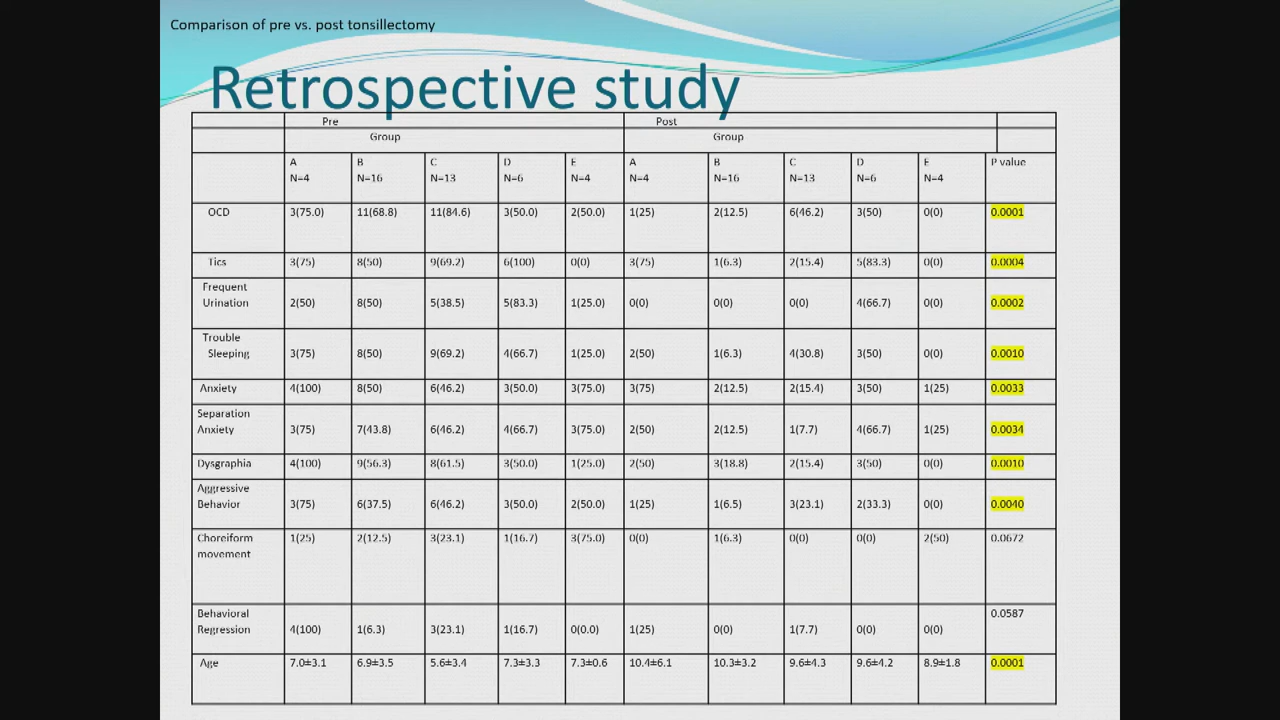 Comparison of pre vs. post tonsillectomy
Retrospective study
Pre Post
Group Group
A B C D E A B C D E P value
N=4 N=16 N=13 N=6 N=4 N=4 N=16 N=13 N=6 N=4
OCD 3(75.0) 11(68.8) 11(84.6) 3(50.0) 2(50.0) 1(25) 2(12.5) 6(46.2) 3(50) 0(0) 0.0001
Tics 3(75) 8(50) 9(69.2) 6(100) 0(0) 3(75) 1(6.3) 2(15.4) 5(83.3) 0(0) 0.0004
Frequent
Urination 2(50) 8(50) 5(38.5) 5(83.3) 1(25.0) 0(0) 0(0) 0(0) 4(66.7) 0(0) 0.0002
Trouble
Sleeping 3(75) 8(50) 9(69.2) 4(66.7) 1(25.0) 2(50) 1(6.3) 4(30.8) 3(50) 0(0) 0.0010
Anxiety 4(100) 8(50) 6(46.2) 3(50.0) 3(75.0) 3(75) 2(12.5) 2(15.4) 3(50) 1(25) 0.0033
Separation
Anxiety 3(75) 7(43.8) 6(46.2) 4(66.7) 3(75.0) 2(50) 2(12.5) 1(7.7) 4(66.7) 1(25) 0.0034
Dysgraphia 4(100) 9(56.3) 8(61.5) 3(50.0) 1(25.0) 2(50) 3(18.8) 2(15.4) 3(50) 0(0) 0.0010
Aggressive
Behavior 3(75) 6(37.5) 6(46.2) 3(50.0) 2(50.0) 1(25) 1(6.5) 3(23.1) 2(33.3) 0(0) 0.0040
Choreiform 1(25) 2(12.5) 3(23.1) 1(16.7) 3(75.0) 0(0) 1(6.3) 0(0) 0(0) 2(50) 0.0672
movement
Behavioral 0.0587
Regression 4(100) 1(6.3) 3(23.1) 1(16.7) 0(0.0) 1(25) 0(0) 1(7.7) 0(0) 0(0)
Age 7.0±3.1 6.9±3.5 5.6±3.4 7.3±3.3 7.3±0.6 10.4±6.1 10.3±3.2 9.6±4.3 9.6±4.2 8.9±1.8 0.0001